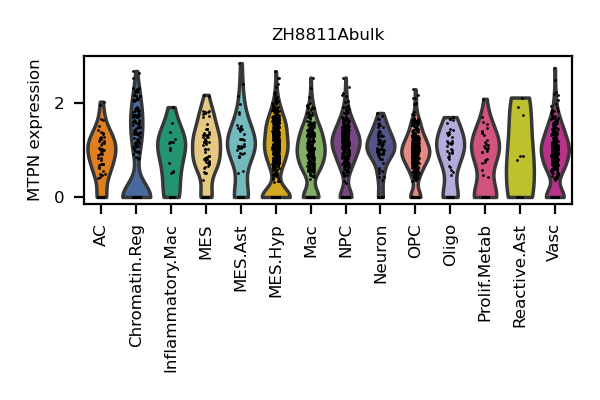 ZH8811Abulk
MTPN expression
2
0
AC
Chromatin.Reg
Inflammatory.Mac
MES
MES.Ast
MES.Hyp
Mac
NPC
Neuron
OPC
Oligo
Prolif.Metab
Reactive.Ast
Vasc